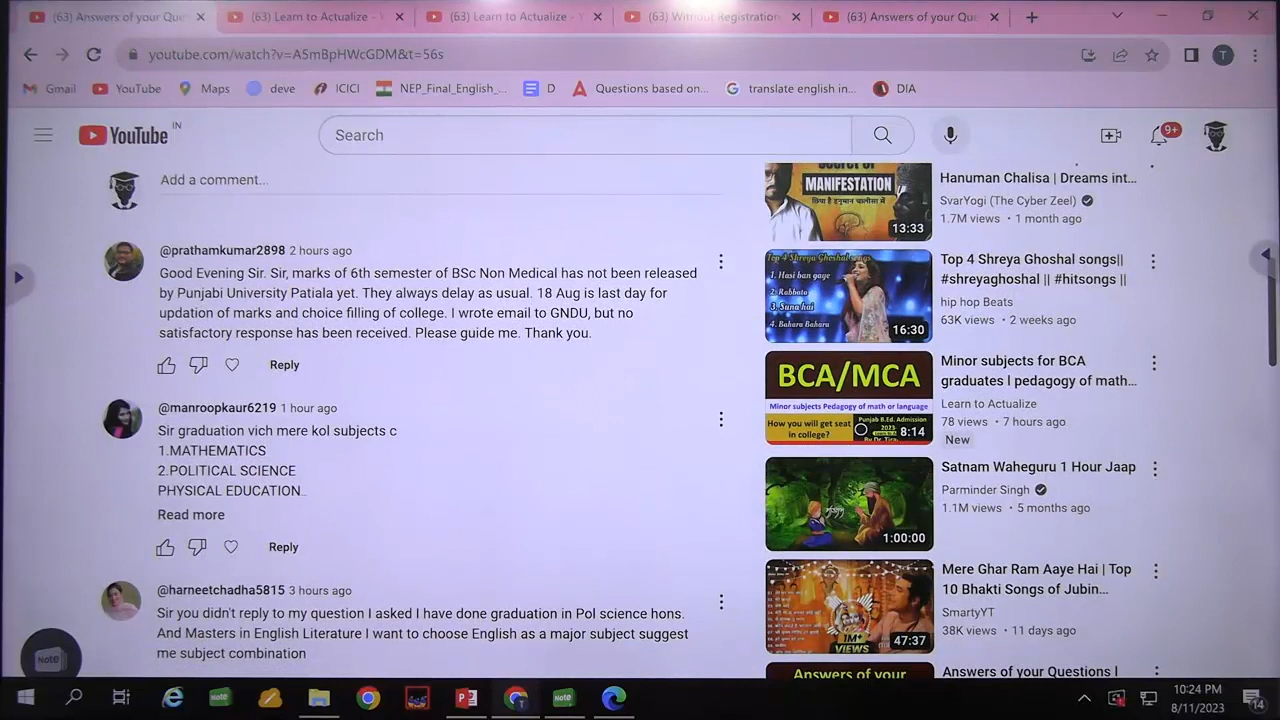 (63) Answers of your Que
(63) Learn to Actualize - Y
(63) Learn to Actualize - Y
(63) Without Registration
(63) Answers of your Que
youtube.com/watch?v=A5mBpHWcGDM&t=56s
Gmail
YouTube
Maps
deve
ICICI
NEP_Final_English_...
D
Questions based on...
translate english in...
DIA
YouTube IN
Search
9+
Add a comment...
@prathamkumar2898 2 hours ago
Good Evening Sir. Sir, marks of 6th semester of BSc Non Medical has not been released
by Punjabi University Patiala yet. They always delay as usual. 18 Aug is last day for
updation of marks and choice filling of college. I wrote email to GNDU, but no
satisfactory response has been received. Please guide me. Thank you.
Reply
@manroopkaur6219 1 hour ago
sir graduation vich mere kol subjects c
1.MATHEMATICS
2.POLITICAL SCIENCE
PHYSICAL EDUCATION..
Read more
Reply
@harneetchadha5815 3 hours ago
Sir you didn't reply to my question I asked I have done graduation in Pol science hons.
And Masters in English Literature I want to choose English as a major subject suggest
me subject combination
Note
Secret of
MANIFESTATION
छिपा है हनुमान चालीसा में
13:33
Hanuman Chalisa | Dreams int...
SvarYogi (The Cyber Zeel)
1.7M views • 1 month ago
Top 4 Shreya Ghoshal songs
1. Hasi ban gaye
2. Rabbata
3. Suna hai
4. Bahara Bahara
16:30
Top 4 Shreya Ghoshal songs||
#shreyaghoshal || #hitsongs ||
hip hop Beats
63K views • 2 weeks ago
BCA/MCA
Minor subjects Pedagogy of math or language
How you will get seat
in college?
Punjab B.Ed. Admission
2023
8:14
Minor subjects for BCA
graduates l pedagogy of math...
Learn to Actualize
78 views • 7 hours ago
New
1:00:00
Satnam Waheguru 1 Hour Jaap
Parminder Singh
1.1M views • 5 months ago
1M+
VIEWS
47:37
Mere Ghar Ram Aaye Hai | Top
10 Bhakti Songs of Jubin...
SmartyYT
38K views • 11 days ago
Answers of your
Answers of your Questions l
Note
Note
10:24 PM
8/11/2023
14